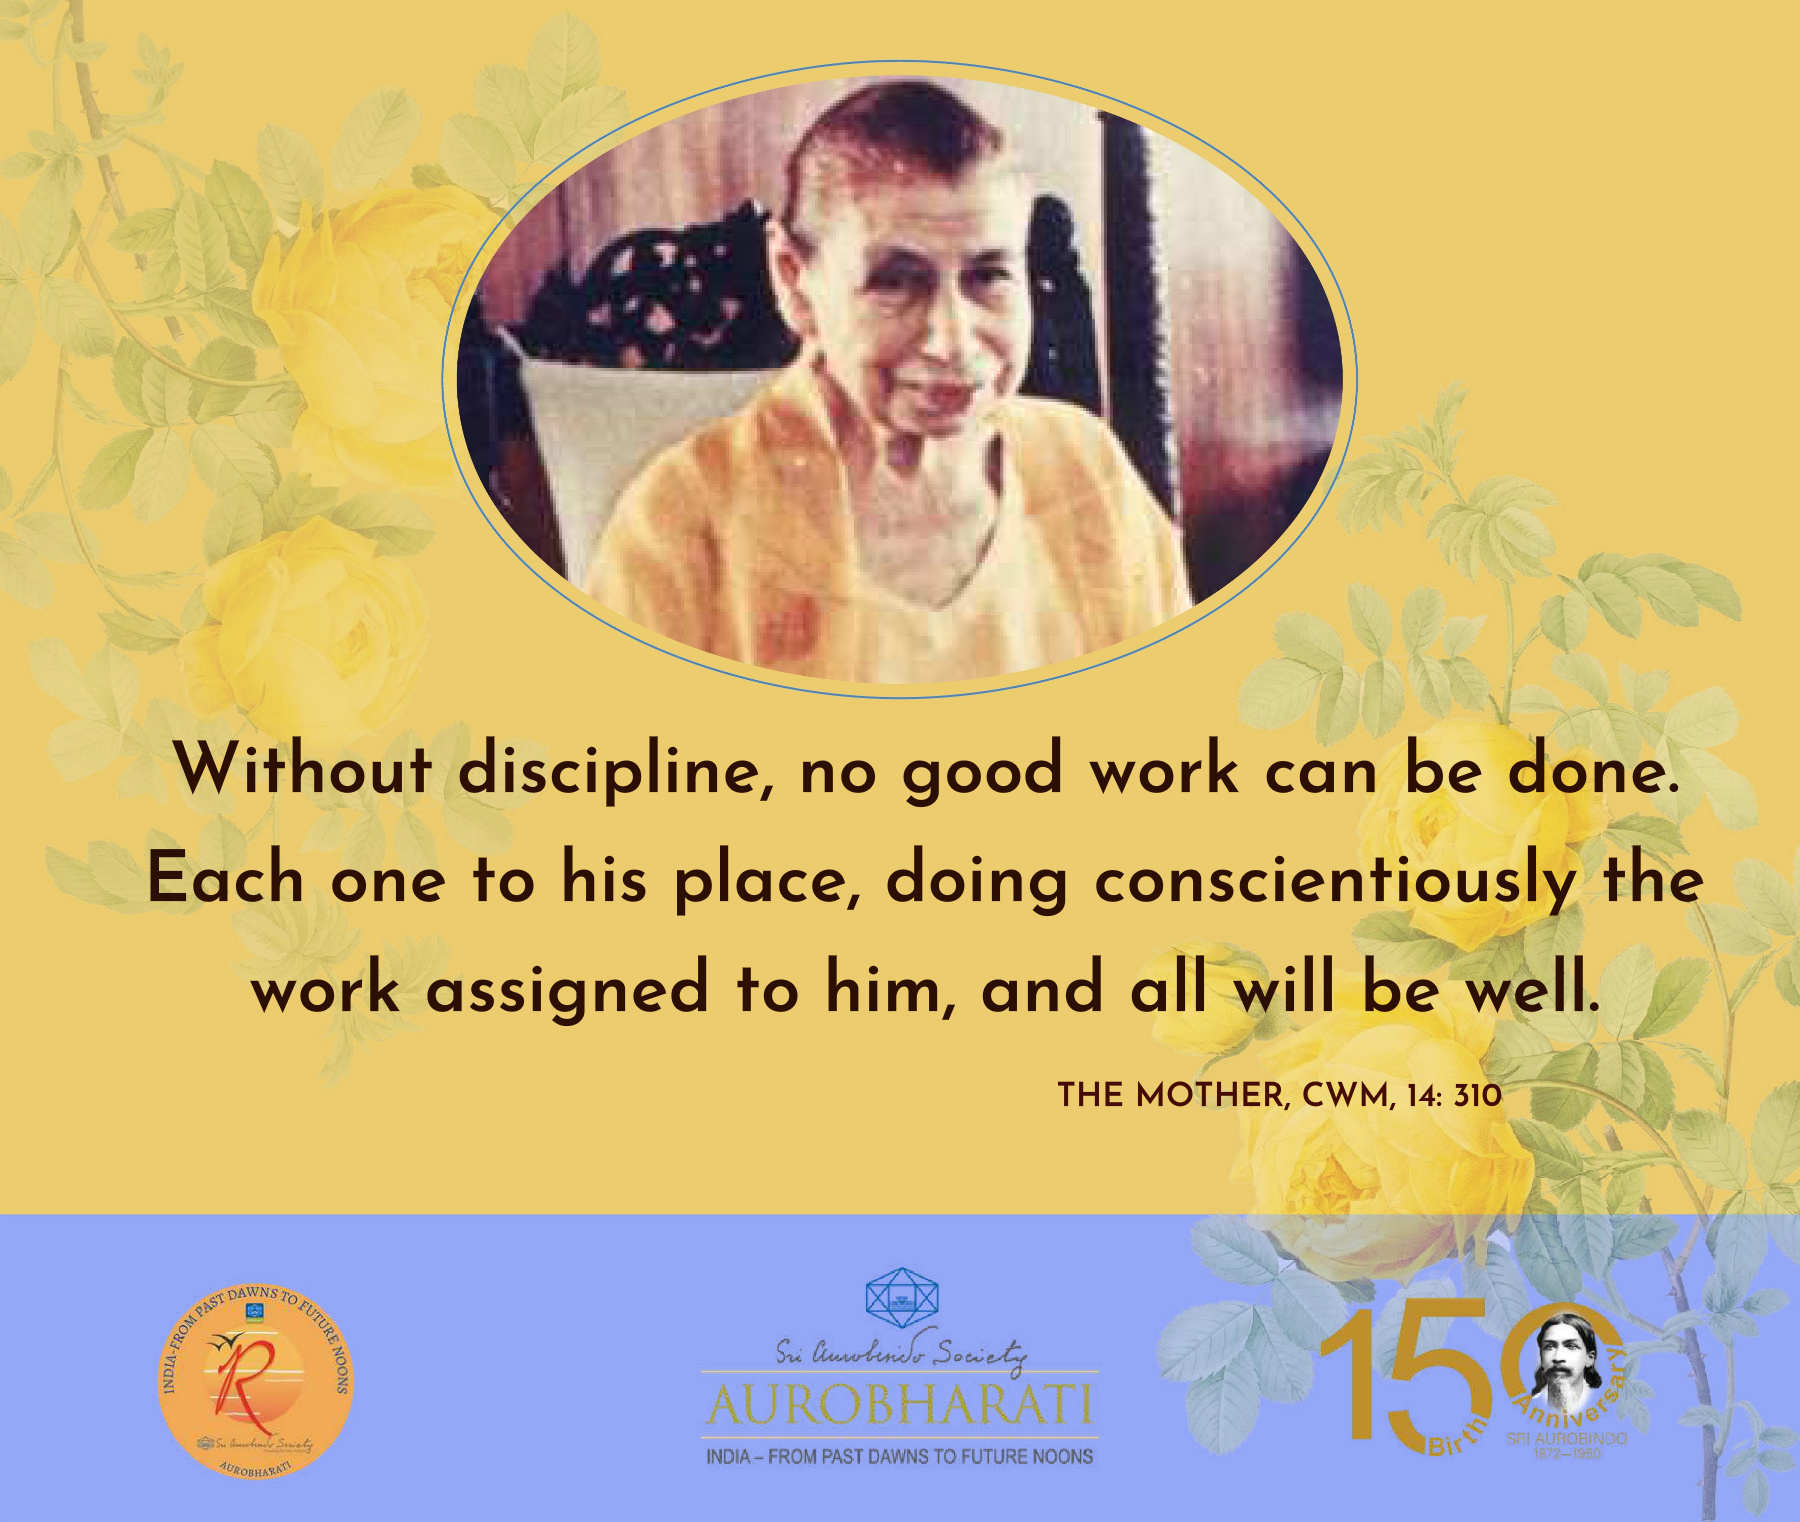 Without discipline, no good work can be done.
Each one to his place, doing conscientiously the
work assigned to him, and all will be well.
THE MOTHER, CWM, 14: 310
INDIA-FROM PAST DAWNS TO FUTURE NOONS
R
Sri Aurobindo Society
AUROBHARATI
Sri Aurobindo Society
AUROBHARATI
INDIA – FROM PAST DAWNS TO FUTURE NOONS
150
Birth Anniversary
SRI AUROBINDO
1872—1950